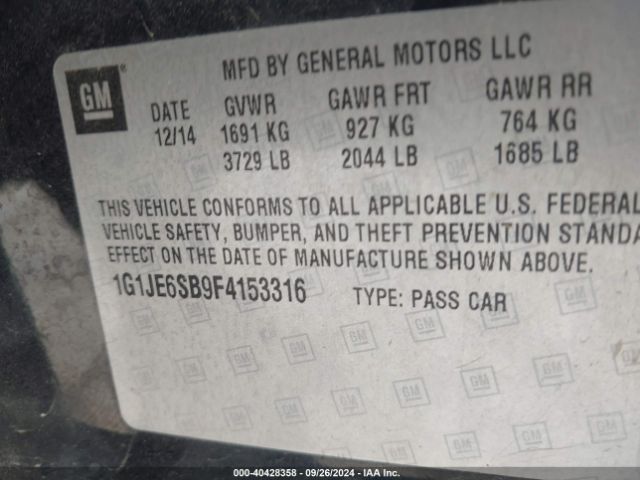 MFD BY GENERAL MOTORS LLC
GM ®
DATE GVWR GAWR FRT GAWR RR
12/14 1691 KG 927 KG 764 KG
3729 LB 2044 LB 1685 LB
THIS VEHICLE CONFORMS TO ALL APPLICABLE U.S. FEDERAL
VEHICLE SAFETY, BUMPER, AND THEFT PREVENTION STANDA
EFFECT ON THE DATE OF MANUFACTURE SHOWN ABOVE.
1G1JE6SB9F4153316 TYPE: PASS CAR
000-40428358 - 09/26/2024 - IAA Inc.